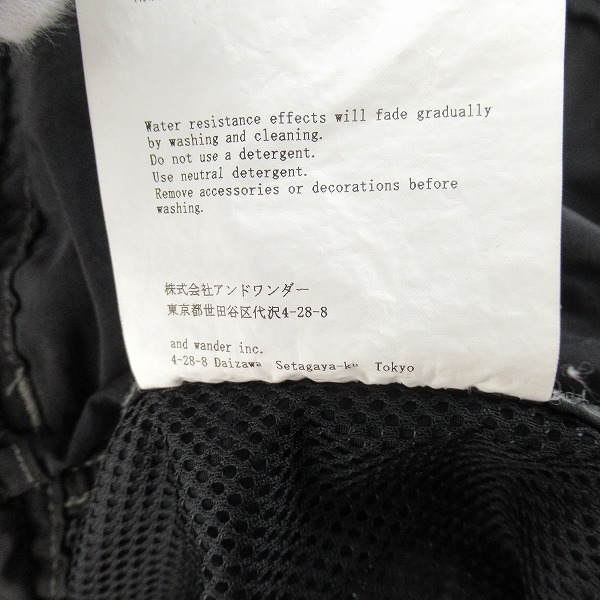 Water resistance effects will fade gradually
by washing and cleaning.
Do not use a detergent.
Use neutral detergent.
Remove accessories or decorations before
washing.
株式会社アンドワンダー
東京都世田谷区代沢4-28-8
and wander inc.
4-28-8 Daizawa Setagaya-ku Tokyo